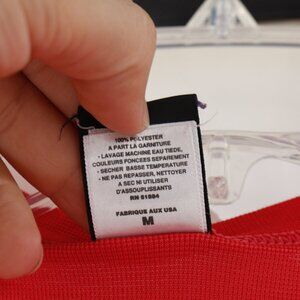 100% POLYESTER
A PART LA GARNITURE
- LAVAGE MACHINE EAU TIEDE,
COULEURS FONCEES SEPAREMENT
- SECHER BASSE TEMPERATURE
- NE PAS REPASSER, NETTOYER
A SEC NI UTILISER
D'ASSOUPLISSANTS
RN 61884
FABRIQUE AUX USA
M